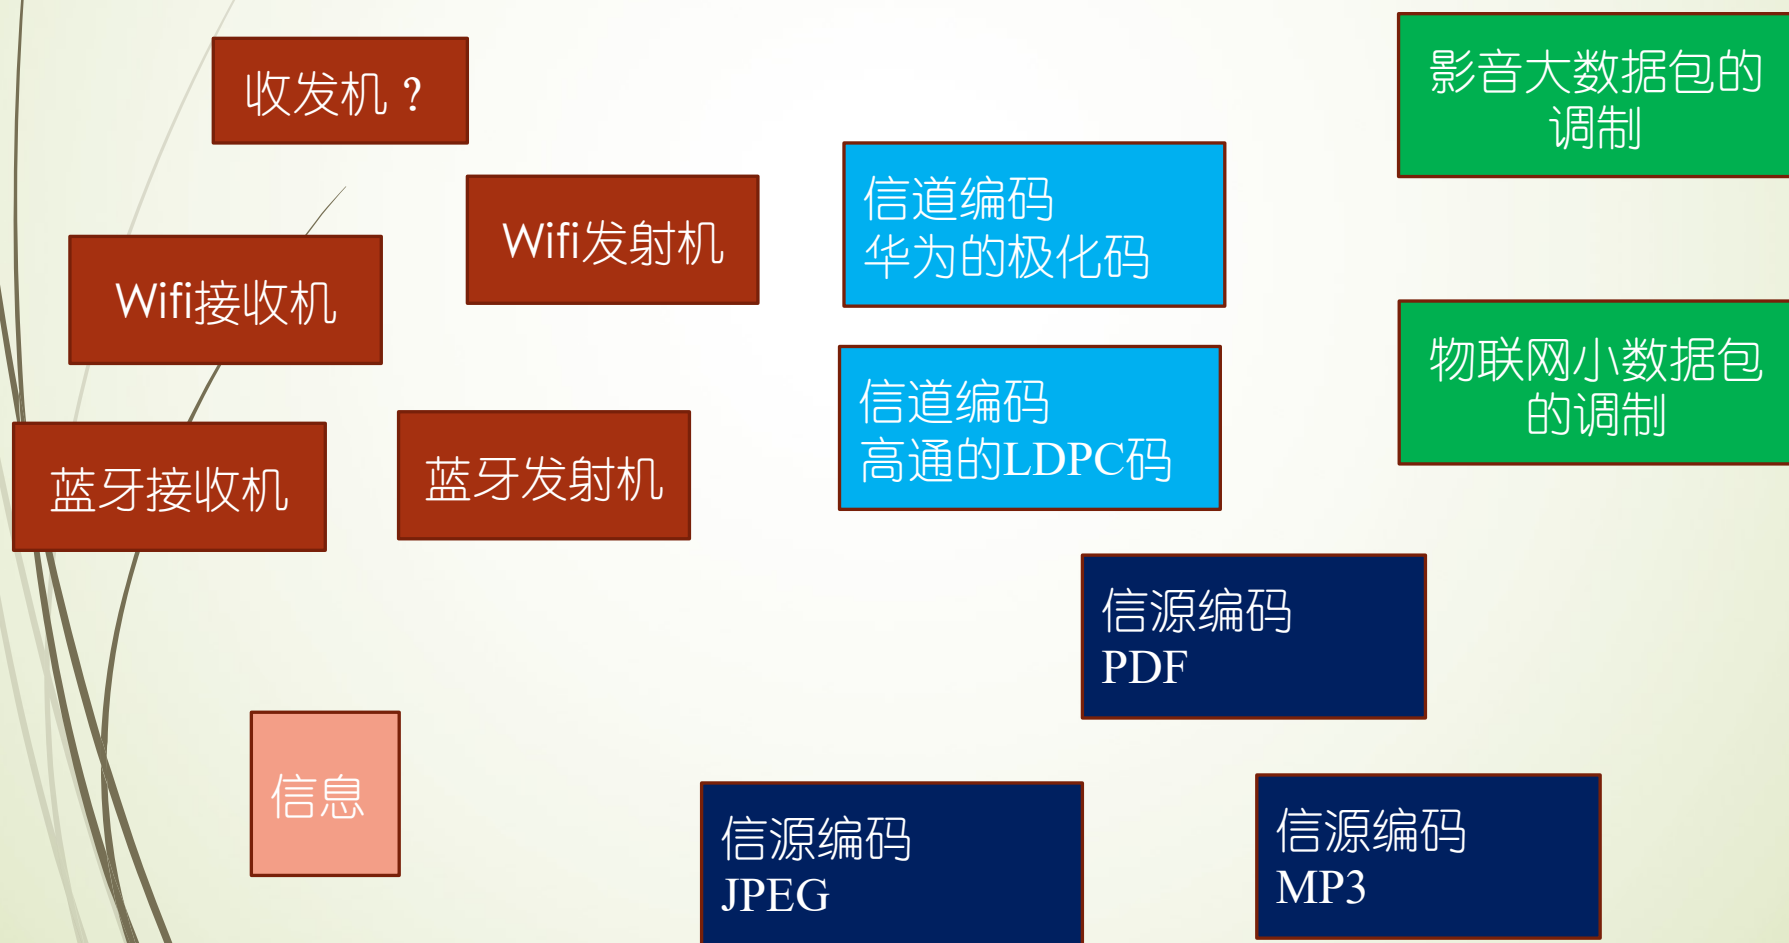 收发机？
影音大数据包的
调制
Wifi发射机
信道编码
华为的极化码
Wifi接收机
物联网小数据包
的调制
信道编码
高通的LDPC码
蓝牙接收机
蓝牙发射机
信源编码
PDF
信息
信源编码
JPEG
信源编码
MP3